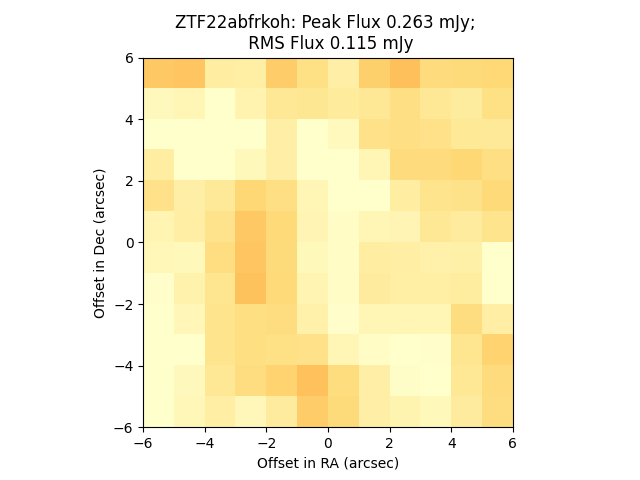 ZTF22abfrkoh: Peak Flux 0.263 mJy;
RMS Flux 0.115 mJy
6
4
2
0
−2
−4
−6
Offset in Dec (arcsec)
−6 −4 −2 0 2 4 6
Offset in RA (arcsec)